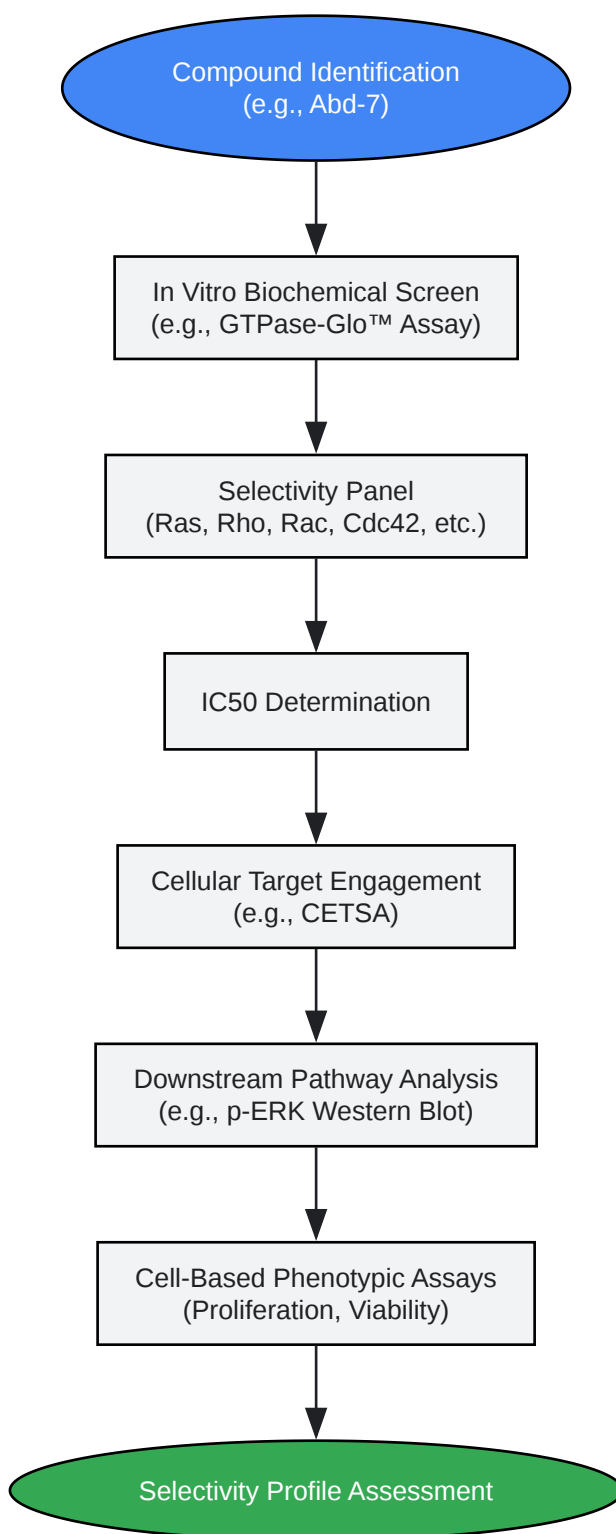 Compound Identification
(e.g., Abd-7)
In Vitro Biochemical Screen
(e.g., GTPase-Glo™ Assay)
Selectivity Panel
(Ras, Rho, Rac, Cdc42, etc.)
IC50 Determination
Cellular Target Engagement
(e.g., CETSA)
Downstream Pathway Analysis
(e.g., p-ERK Western Blot)
Cell-Based Phenotypic Assays
(Proliferation, Viability)
Selectivity Profile Assessment